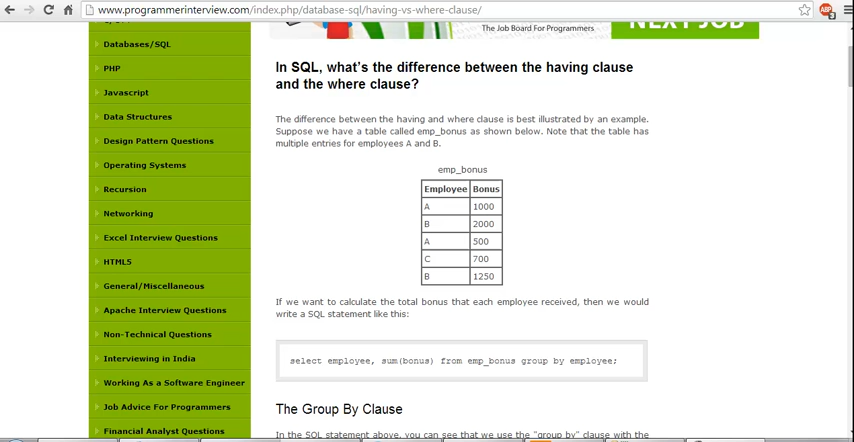 www.programmerinterview.com/index.php/database-sql/having-vs-where-clause/
ABP
3
The Job Board For Programmers
NEXT JOB
Databases/SQL
PHP
Javascript
Data Structures
Design Pattern Questions
Operating Systems
Recursion
Networking
Excel Interview Questions
HTML5
General/Miscellaneous
Apache Interview Questions
Non-Technical Questions
Interviewing in India
Working As a Software Engineer
Job Advice For Programmers
Financial Analyst Questions
In SQL, what's the difference between the having clause
and the where clause?
The difference between the having and where clause is best illustrated by an example.
Suppose we have a table called emp_bonus as shown below. Note that the table has
multiple entries for employees A and B.
emp_bonus
Employee Bonus
A 1000
B 2000
A 500
C 700
B 1250
If we want to calculate the total bonus that each employee received, then we would
write a SQL statement like this:
select employee, sum(bonus) from emp_bonus group by employee;
The Group By Clause
In the SQL statement above, you can see that we use the "group by" clause with the